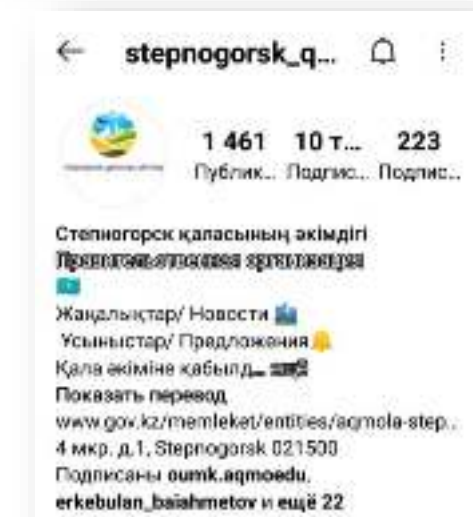 stepnogorsk_q...
1 461 10 т... 223
Публик... Подпис... Подпис...
Степногорск қаласының әкімдігі
Жаңалықтар/ Новости
Ұсыныстар/ Предложения
Қала әкіміне қабылд...
Показать перевод
www.gov.kz/memleket/entities/aqmola-step...
4 мкр. д.1, Stepnogorsk 021500
Подписаны oumk.aqmoedu,
erkebulan_baiahmetov и ещё 22